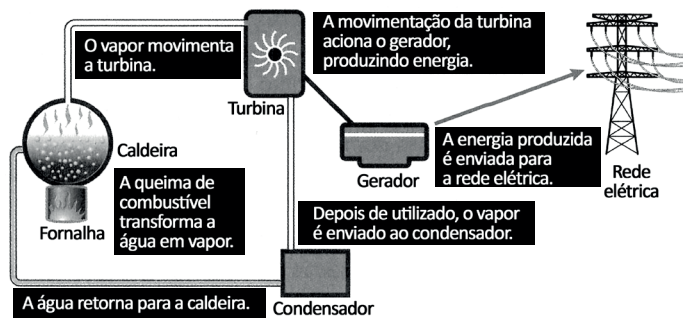 O vapor movimenta
a turbina.
Turbina
A movimentação da turbina
aciona o gerador,
produzindo energia.
Caldeira
Fornalha
A queima de
combustível
transforma a
água em vapor.
Gerador
A energia produzida
é enviada para
a rede elétrica.
Rede
elétrica
Depois de utilizado, o vapor
é enviado ao condensador.
A água retorna para a caldeira.
Condensador